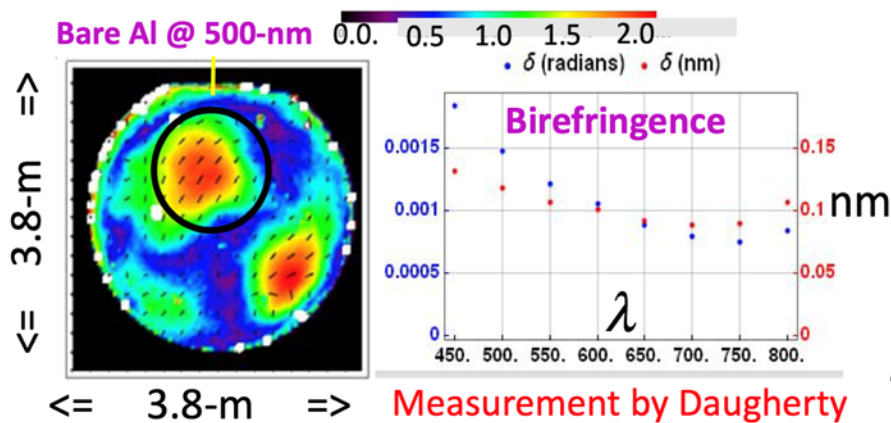 Bare Al @ 500-nm
0.0. 0.5 1.0 1.5 2.0
<= 3.8-m =>
<= 3.8-m =>
δ (radians) δ (nm)
Birefringence
0.0015
0.001
0.0005
0
0.15
0.1
0.05
0
nm
λ
450. 500. 550. 600. 650. 700. 750. 800.
Measurement by Daugherty